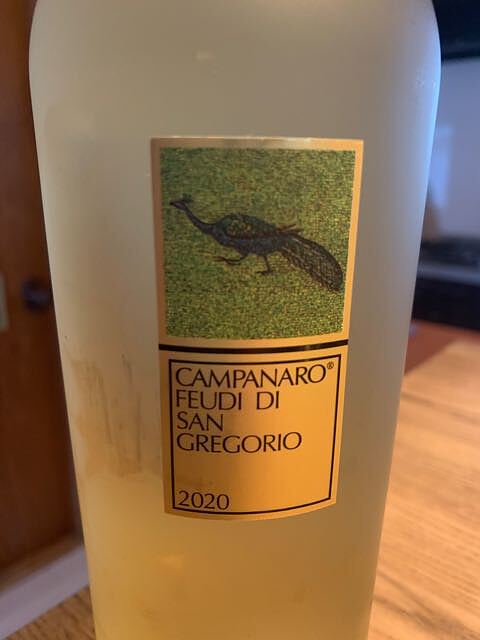 CAMPANARO®
FEUDI DI
SAN
GREGORIO
2020